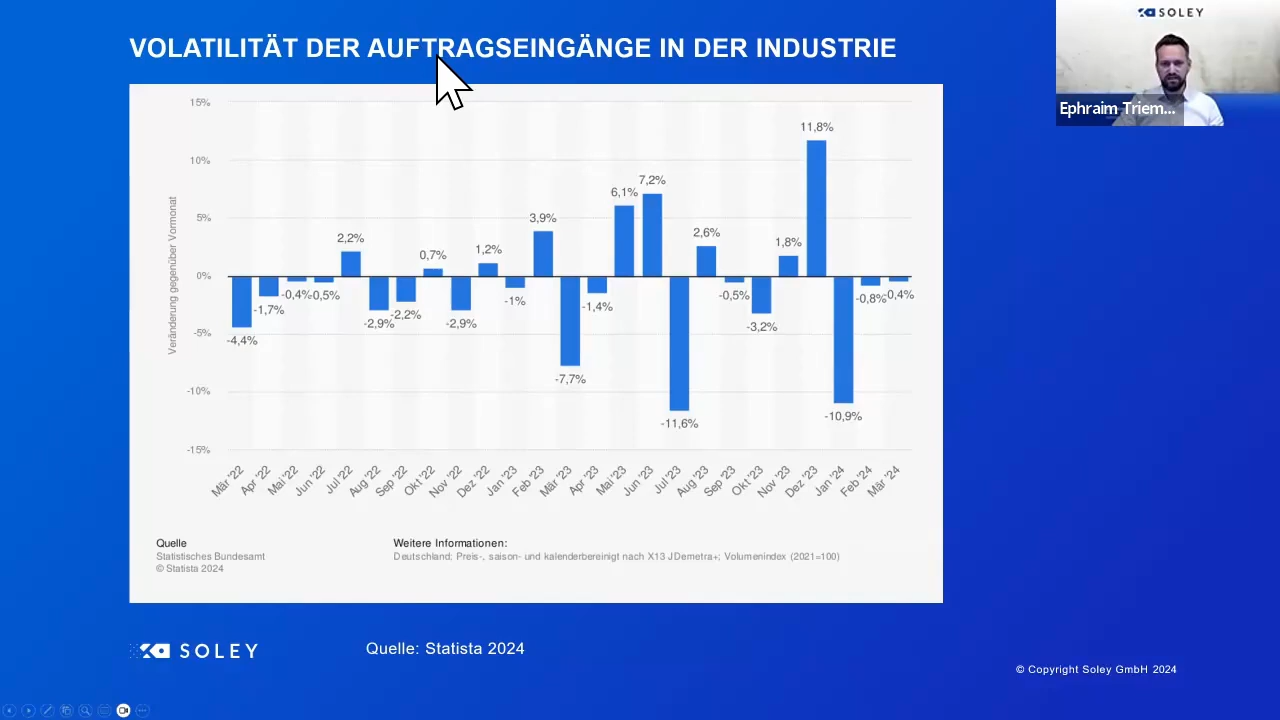 VOLATILITÄT DER AUFTRAGSEINGÄNGE IN DER INDUSTRIE
SOLEY
Ephraim Triem...
Veränderung gegenüber Vormonat
15%
10%
5%
0%
-5%
-10%
-15%
-4,4%
-1,7%
-0,4%
-0,5%
2,2%
-2,9%
-2,2%
0,7%
-2,9%
1,2%
-1%
3,9%
-7,7%
-1,4%
6,1%
7,2%
-11,6%
2,6%
-0,5%
-3,2%
1,8%
11,8%
-10,9%
-0,8%
-0,4%
Mär '22
Apr '22
Mai '22
Jun '22
Jul '22
Aug '22
Sep '22
Okt '22
Nov '22
Dez '22
Jan '23
Feb '23
Mär '23
Apr '23
Mai '23
Jun '23
Jul '23
Aug '23
Sep '23
Okt '23
Nov '23
Dez '23
Jan '24
Feb '24
Mär '24
Quelle
Statistisches Bundesamt
© Statista 2024
Weitere Informationen:
Deutschland; Preis-, saison- und kalenderbereinigt nach X13 JDemetra+; Volumenindex (2021=100)
SOLEY
Quelle: Statista 2024
© Copyright Soley GmbH 2024